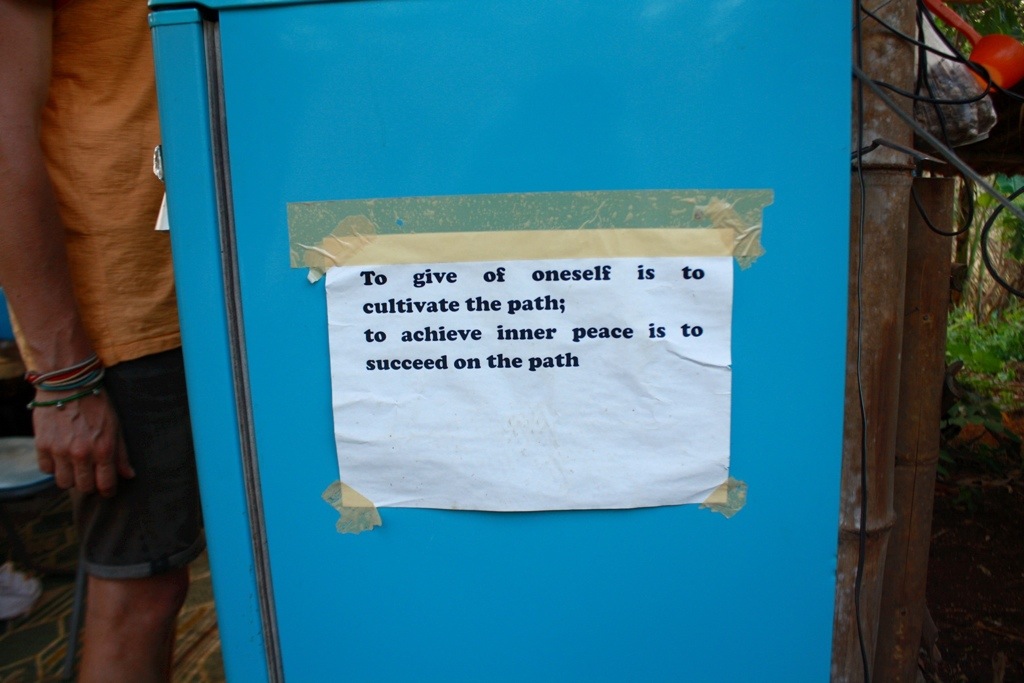 To give of oneself is to
cultivate the path;
to achieve inner peace is to
succeed on the path